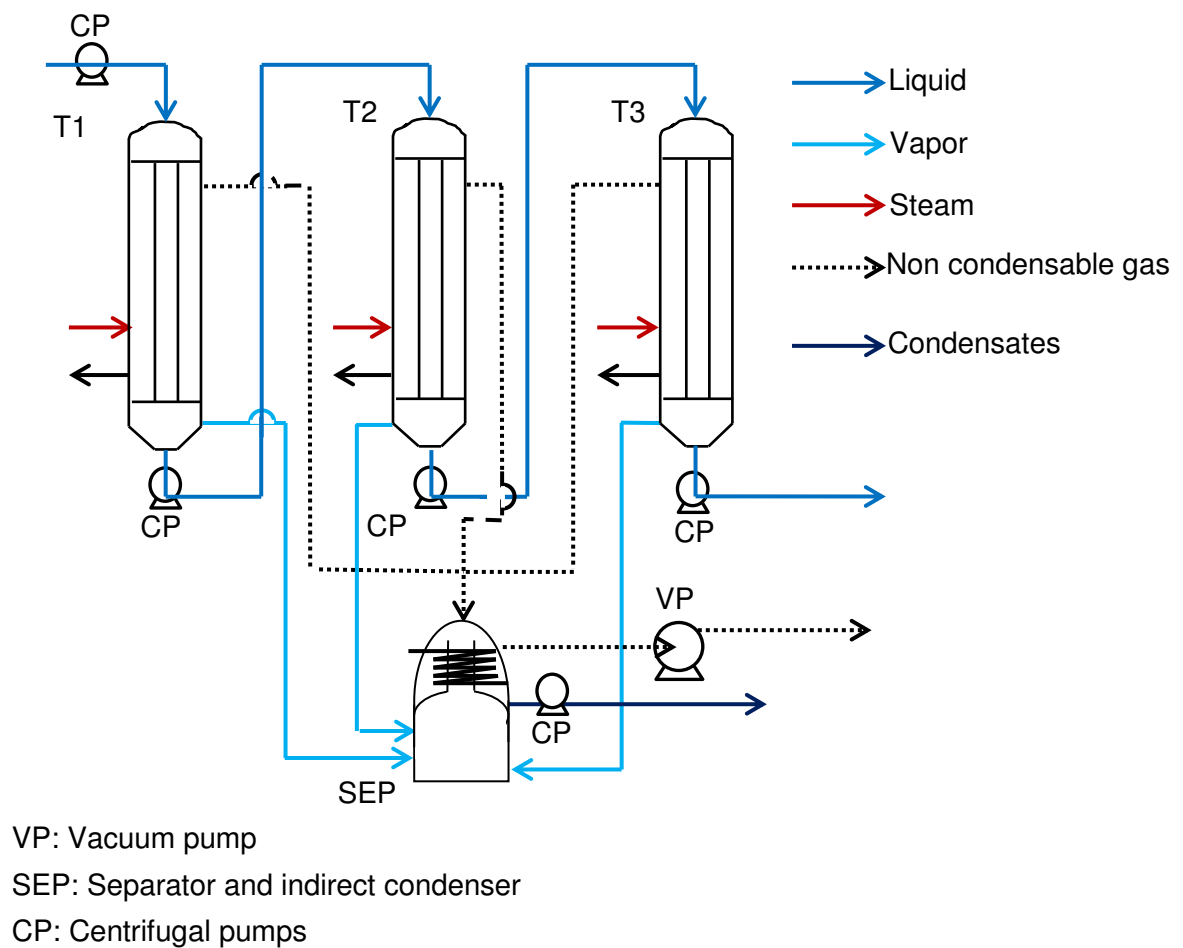 CP
T1
T2
T3
Liquid
Vapor
Steam
Non condensable gas
Condensates
CP
CP
CP
VP
CP
SEP
VP: Vacuum pump
SEP: Separator and indirect condenser
CP: Centrifugal pumps